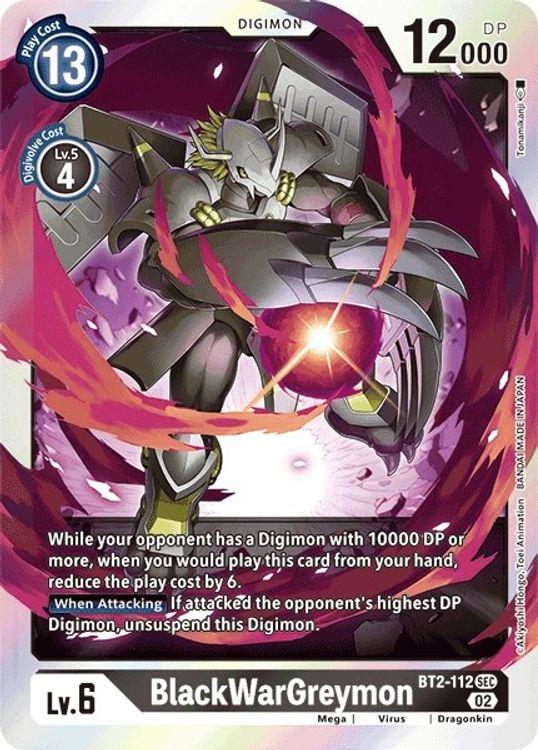 DIGIMON
Play Cost
13
DP
12000
Digivolve Cost
Lv.5
4
Tonamikanji
While your opponent has a Digimon with 10000 DP or
more, when you would play this card from your hand,
reduce the play cost by 6.
When Attacking If attacked the opponent's highest DP
Digimon, unsuspend this Digimon.
©Akiyoshi Hongo, Toei Animation BANDAI MADE IN JAPAN
Lv.6
BlackWarGreymon
BT2-112 SEC
02
Mega | Virus | Dragonkin